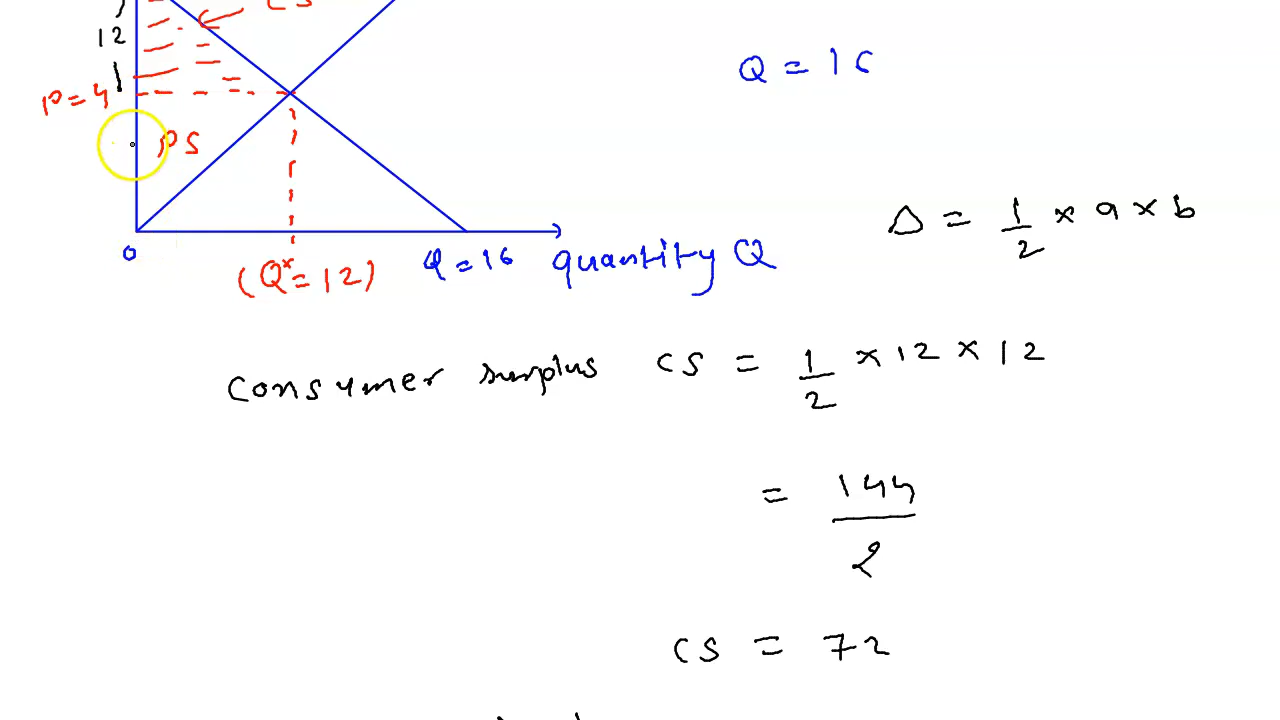 CS
12
P = 4
PS
Q = 16
0
(Q* = 12)
Q = 16
quantity Q
Δ = 1/2 × a × b
Consumer surplus CS = 1/2 × 12 × 12
= 144/2
CS = 72